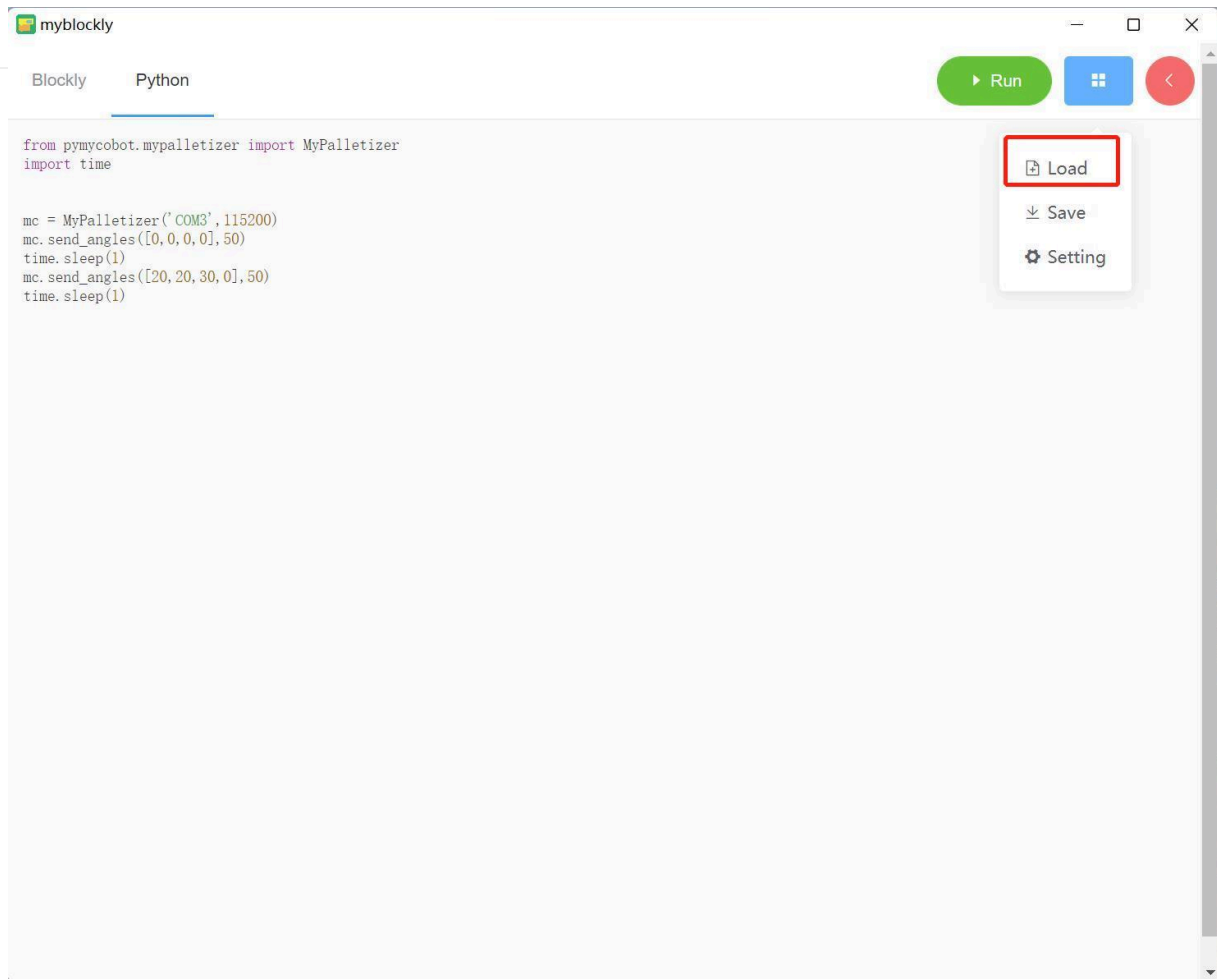 myblockly
Blockly Python Run
from pymycobot.mypalletizer import MyPalletizer
import time
mc = MyPalletizer('COM3',115200)
mc.send_angles([0,0,0,0],50)
time.sleep(1)
mc.send_angles([20,20,30,0],50)
time.sleep(1)
Load
Save
Setting